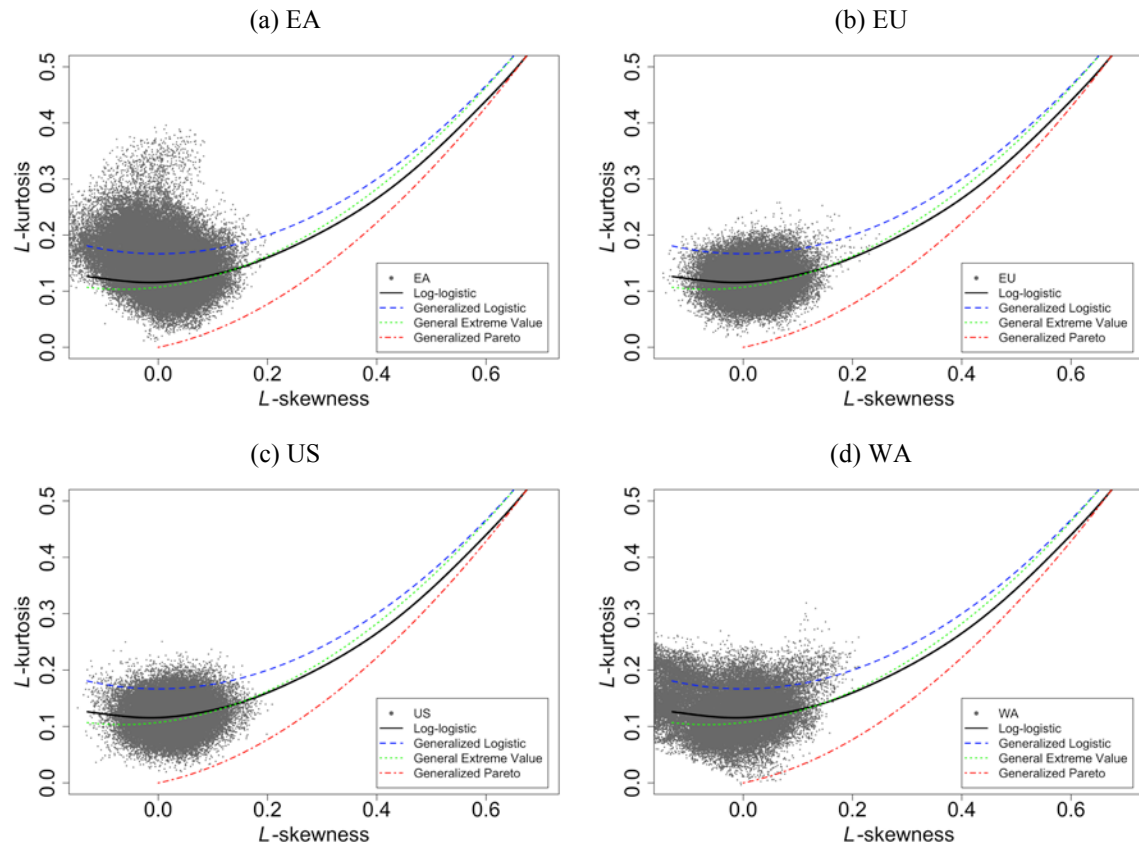 (a) EA
(b) EU
0.5
0.4
0.3
0.2
0.1
0.0
L-kurtosis
EA
Log-logistic
Generalized Logistic
General Extreme Value
Generalized Pareto
0.0 0.2 0.4 0.6
L-skewness
0.5
0.4
0.3
0.2
0.1
0.0
L-kurtosis
EU
Log-logistic
Generalized Logistic
General Extreme Value
Generalized Pareto
0.0 0.2 0.4 0.6
L-skewness
(c) US
(d) WA
0.5
0.4
0.3
0.2
0.1
0.0
L-kurtosis
US
Log-logistic
Generalized Logistic
General Extreme Value
Generalized Pareto
0.0 0.2 0.4 0.6
L-skewness
0.5
0.4
0.3
0.2
0.1
0.0
L-kurtosis
WA
Log-logistic
Generalized Logistic
General Extreme Value
Generalized Pareto
0.0 0.2 0.4 0.6
L-skewness